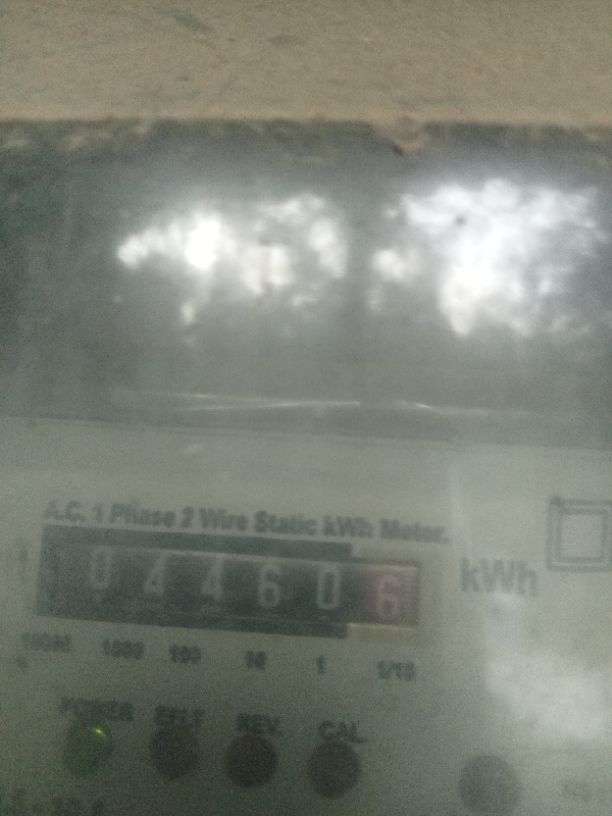 A.C. 1 Phase 2 Wire Static kWh Meter.
0 4 4 6 0 6 kWh
10000 1000 100 10 1 1/10
POWER EFLT REV. CAL